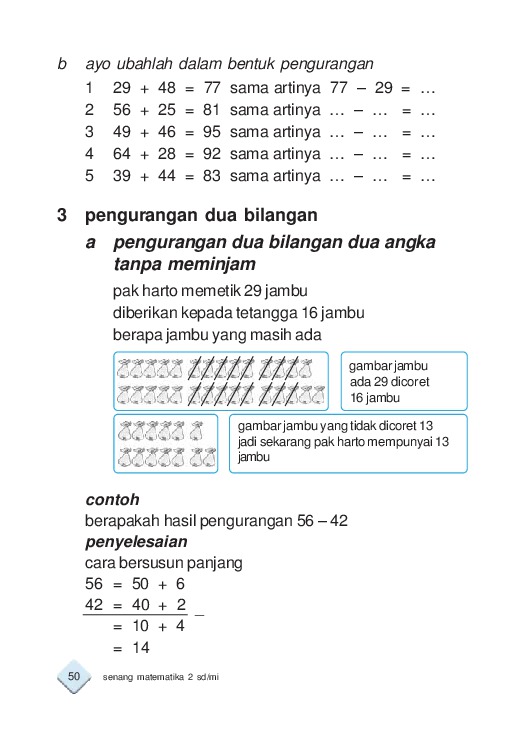 b ayo ubahlah dalam bentuk pengurangan
1 29 + 48 = 77 sama artinya 77 – 29 = …
2 56 + 25 = 81 sama artinya … – … = …
3 49 + 46 = 95 sama artinya … – … = …
4 64 + 28 = 92 sama artinya … – … = …
5 39 + 44 = 83 sama artinya … – … = …
3 pengurangan dua bilangan
a pengurangan dua bilangan dua angka
tanpa meminjam
pak harto memetik 29 jambu
diberikan kepada tetangga 16 jambu
berapa jambu yang masih ada
gambar jambu
ada 29 dicoret
16 jambu
gambar jambu yang tidak dicoret 13
jadi sekarang pak harto mempunyai 13
jambu
contoh
berapakah hasil pengurangan 56 – 42
penyelesaian
cara bersusun panjang
56 = 50 + 6
42 = 40 + 2 –
= 10 + 4
= 14
50 senang matematika 2 sd/mi